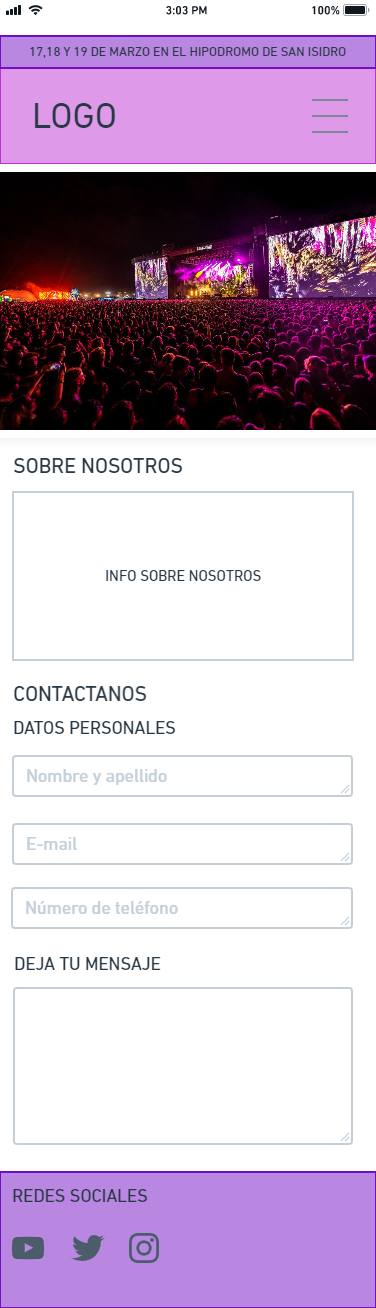 3:03 PM
100%
17,18 Y 19 DE MARZO EN EL HIPODROMO DE SAN ISIDRO
LOGO
SOBRE NOSOTROS
INFO SOBRE NOSOTROS
CONTACTANOS
DATOS PERSONALES
Nombre y apellido
E-mail
Número de teléfono
DEJA TU MENSAJE
REDES SOCIALES